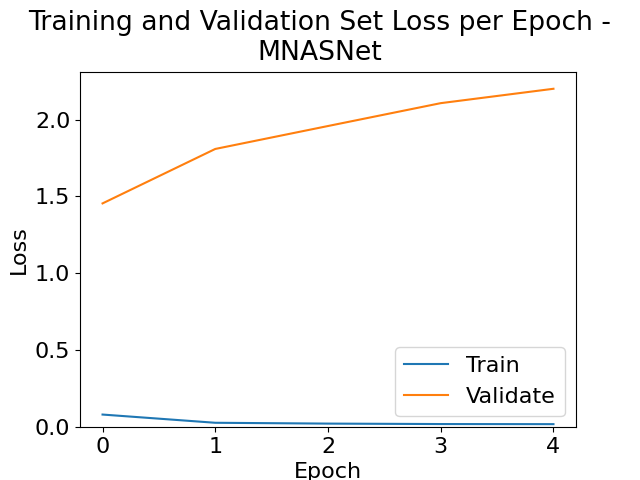 Training and Validation Set Loss per Epoch -
MNASNet
2.0
1.5
1.0
0.5
0.0
Loss
Train
Validate
0 1 2 3 4
Epoch